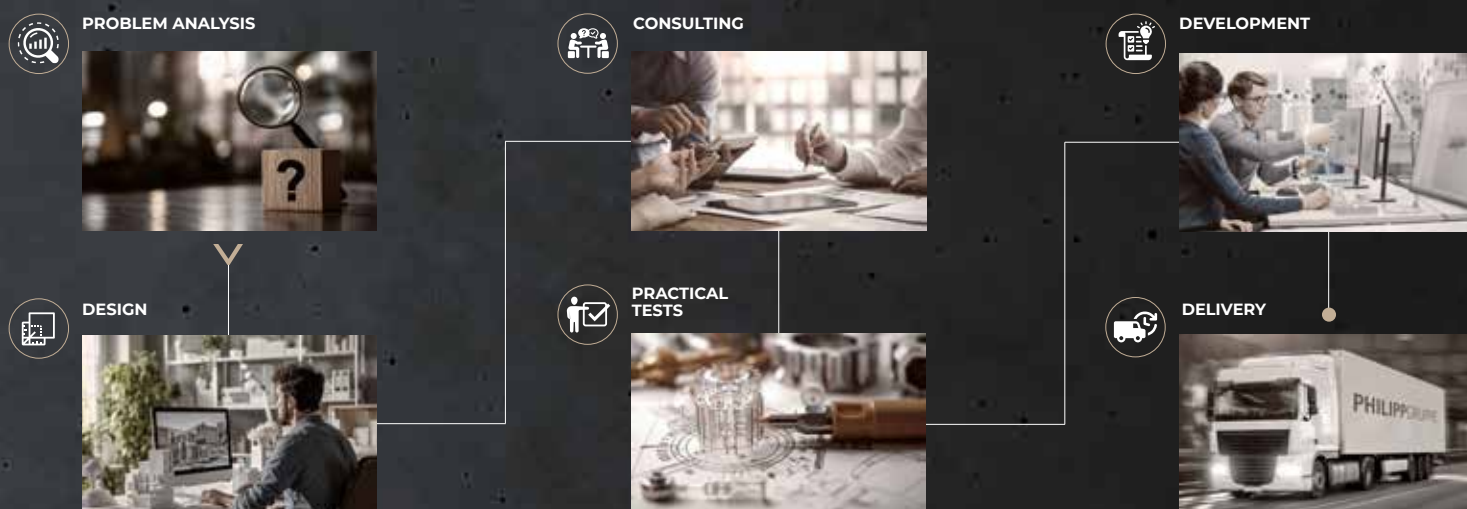 PROBLEM ANALYSIS
?
DESIGN
CONSULTING
PRACTICAL
TESTS
DEVELOPMENT
DELIVERY
PHILIPPGRUPPE